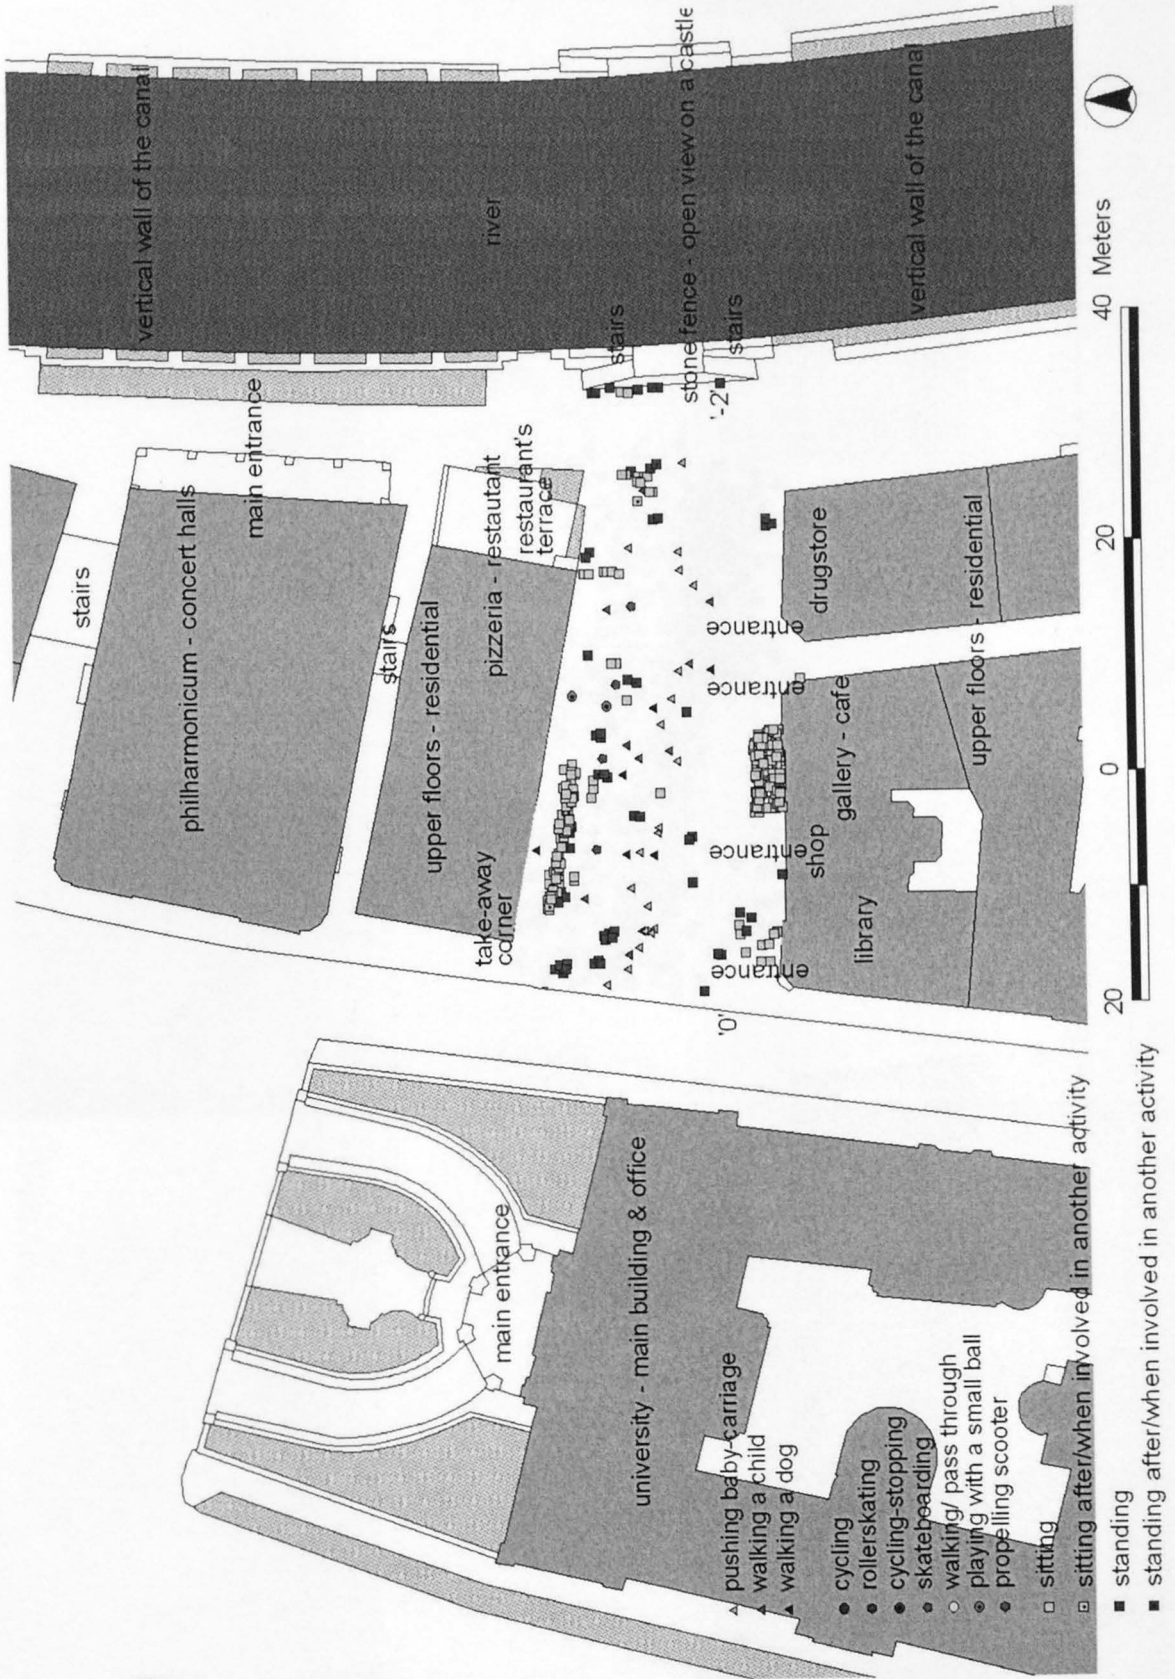 vertical wall of the canal
river
stone fence - open view on a castle
vertical wall of the canal
stairs
stairs
'-2'
main entrance
stairs
philharmonicum - concert halls
main entrance
stairs
pizzeria - restautant
restaurant's
terrace
upper floors - residential
take-away
corner
drugstore
upper floors - residential
entrance
entrance
gallery - cafe
entrance
shop
library
entrance
'0'
main entrance
university - main building & office
20
0
20
40 Meters
pushing baby-carriage
walking a child
walking a dog
cycling
rollerskating
cycling-stopping
skateboarding
walking/ pass through
playing with a small ball
propelling scooter
sitting
sitting after/when involved in another activity
standing
standing after/when involved in another activity